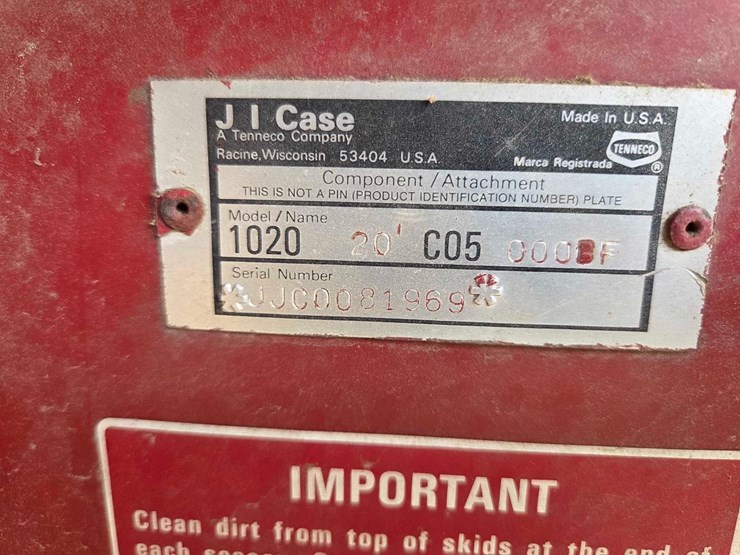 J I Case
A Tenneco Company
Racine, Wisconsin 53404 U.S.A.
Made In U.S.A.
TENNECO
Marca Registrada ®
Component / Attachment
THIS IS NOT A PIN (PRODUCT IDENTIFICATION NUMBER) PLATE
Model / Name
1020 20' C05
Serial Number
*JJC0081969*
IMPORTANT
Clean dirt from top of skids at the end of
each